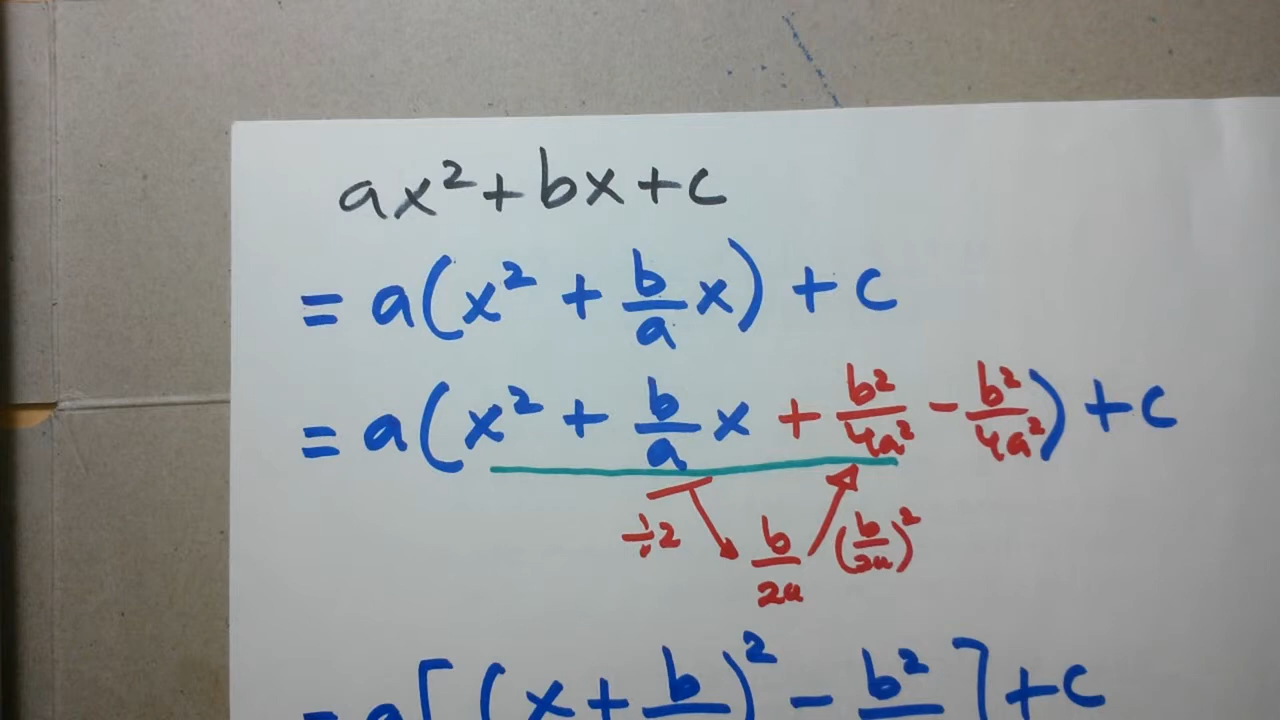 ax²+bx+c
= a(x² + b/a x) + c
= a(x² + b/a x + b²/4a² - b²/4a²) + c
÷2 b/2a (b/2a)²
= a[(x + b/
)² - b²/
] + c